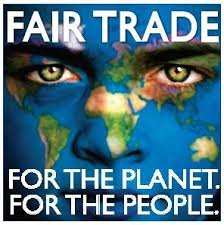 FAIR TRADE
FOR THE PLANET.
FOR THE PEOPLE.